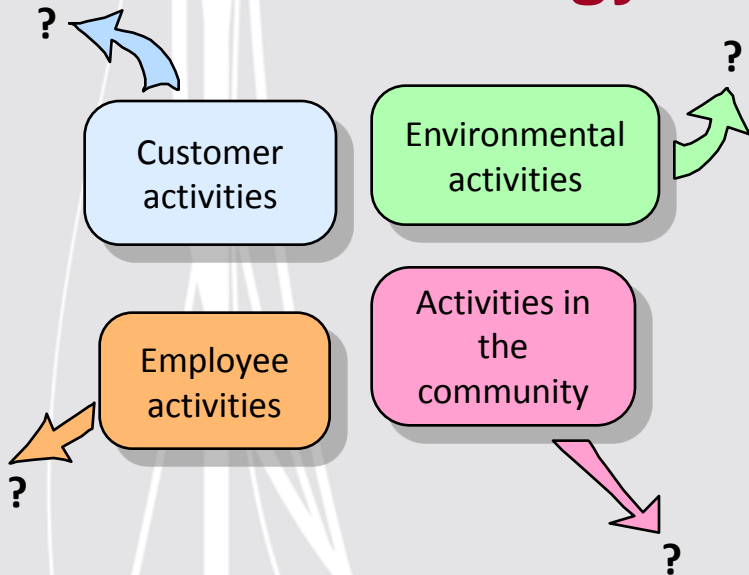 ?
?
Customer
activities
Environmental
activities
Employee
activities
Activities in
the
community
?
?